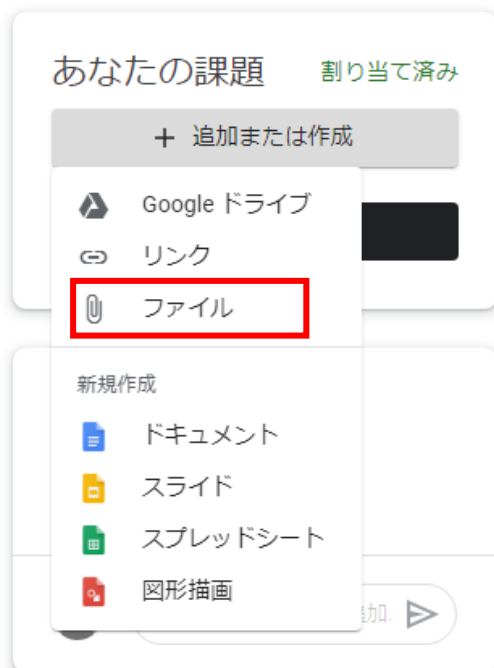 あなたの課題 割り当て済み
+ 追加または作成
Google ドライブ
リンク
ファイル
新規作成
ドキュメント
スライド
スプレッドシート
図形描画
追加